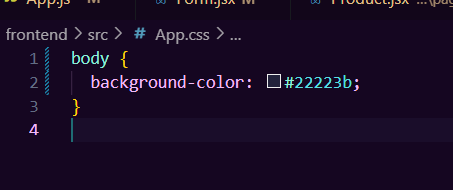 App.js M Form.jsx M Product.jsx ...\pag
frontend > src > # App.css > ...
1 body {
2 background-color: #22223b;
3 }
4